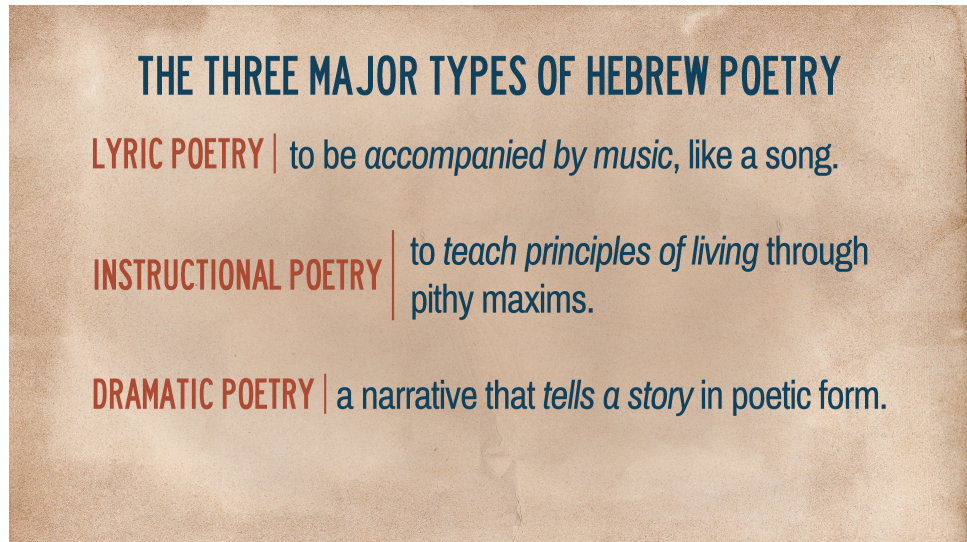 THE THREE MAJOR TYPES OF HEBREW POETRY
LYRIC POETRY | to be accompanied by music, like a song.
INSTRUCTIONAL POETRY | to teach principles of living through
pithy maxims.
DRAMATIC POETRY | a narrative that tells a story in poetic form.